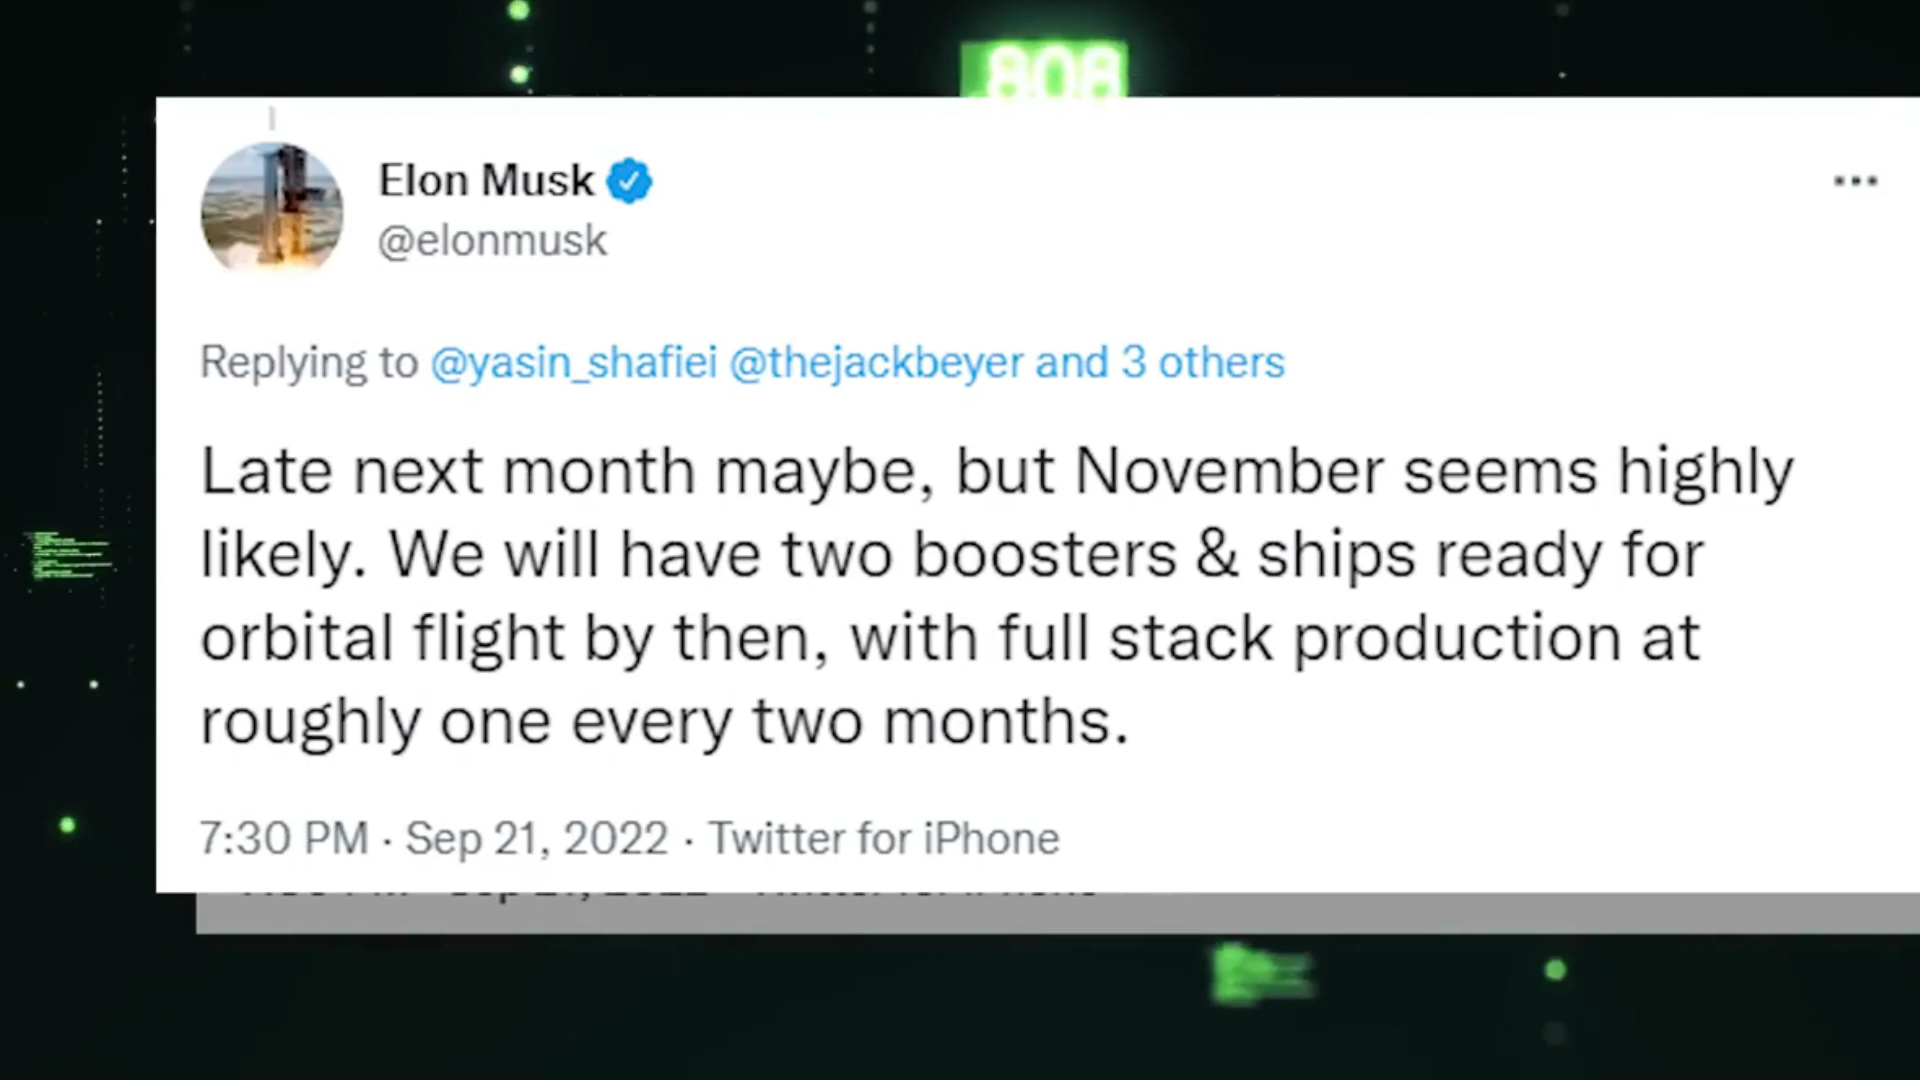 808
Elon Musk
@elonmusk
Replying to @yasin_shafiei @thejackbeyer and 3 others
Late next month maybe, but November seems highly
likely. We will have two boosters & ships ready for
orbital flight by then, with full stack production at
roughly one every two months.
7:30 PM · Sep 21, 2022 · Twitter for iPhone